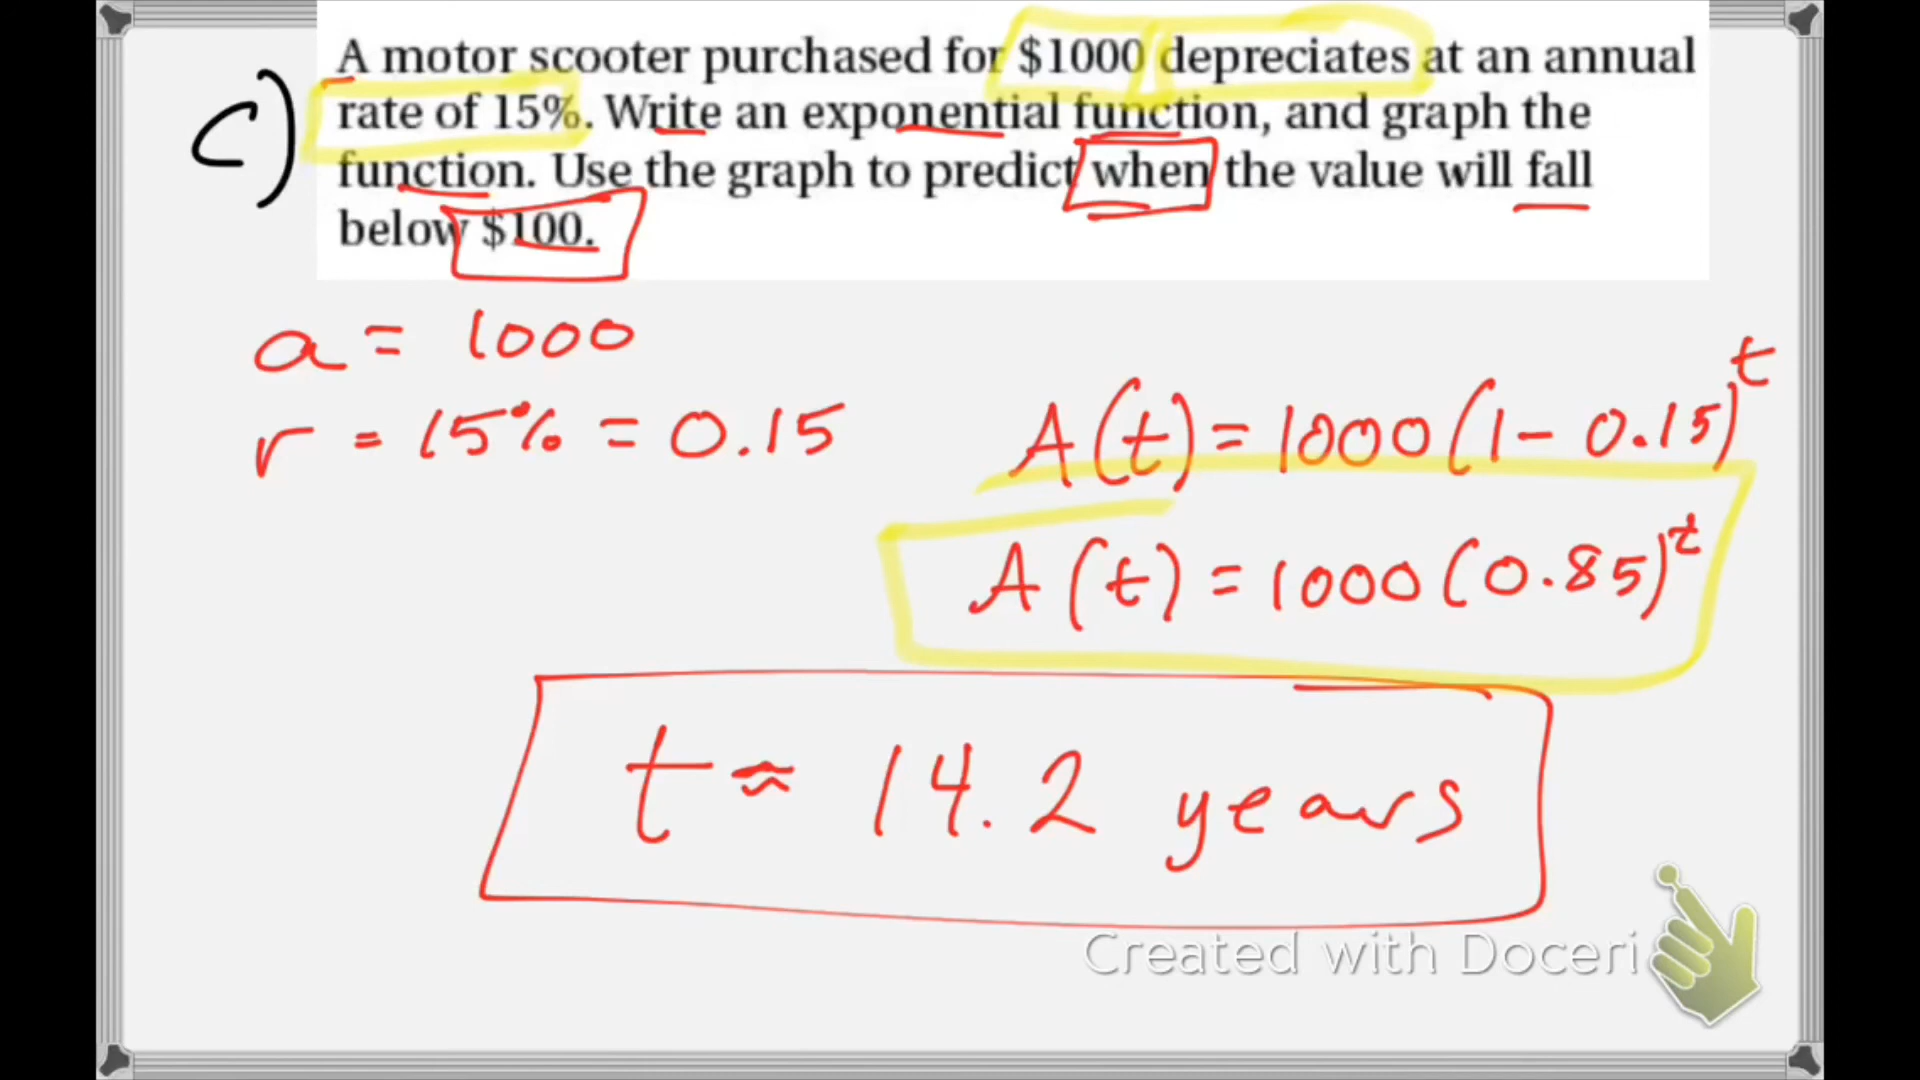 A motor scooter purchased for $1000 depreciates at an annual
C) rate of 15%. Write an exponential function, and graph the
function. Use the graph to predict when the value will fall
below $100.
a = 1000
r = 15% = 0.15
A(t) = 1000(1 - 0.15)^t
A(t) = 1000(0.85)^t
t ≈ 14.2 years
Created with Doceri